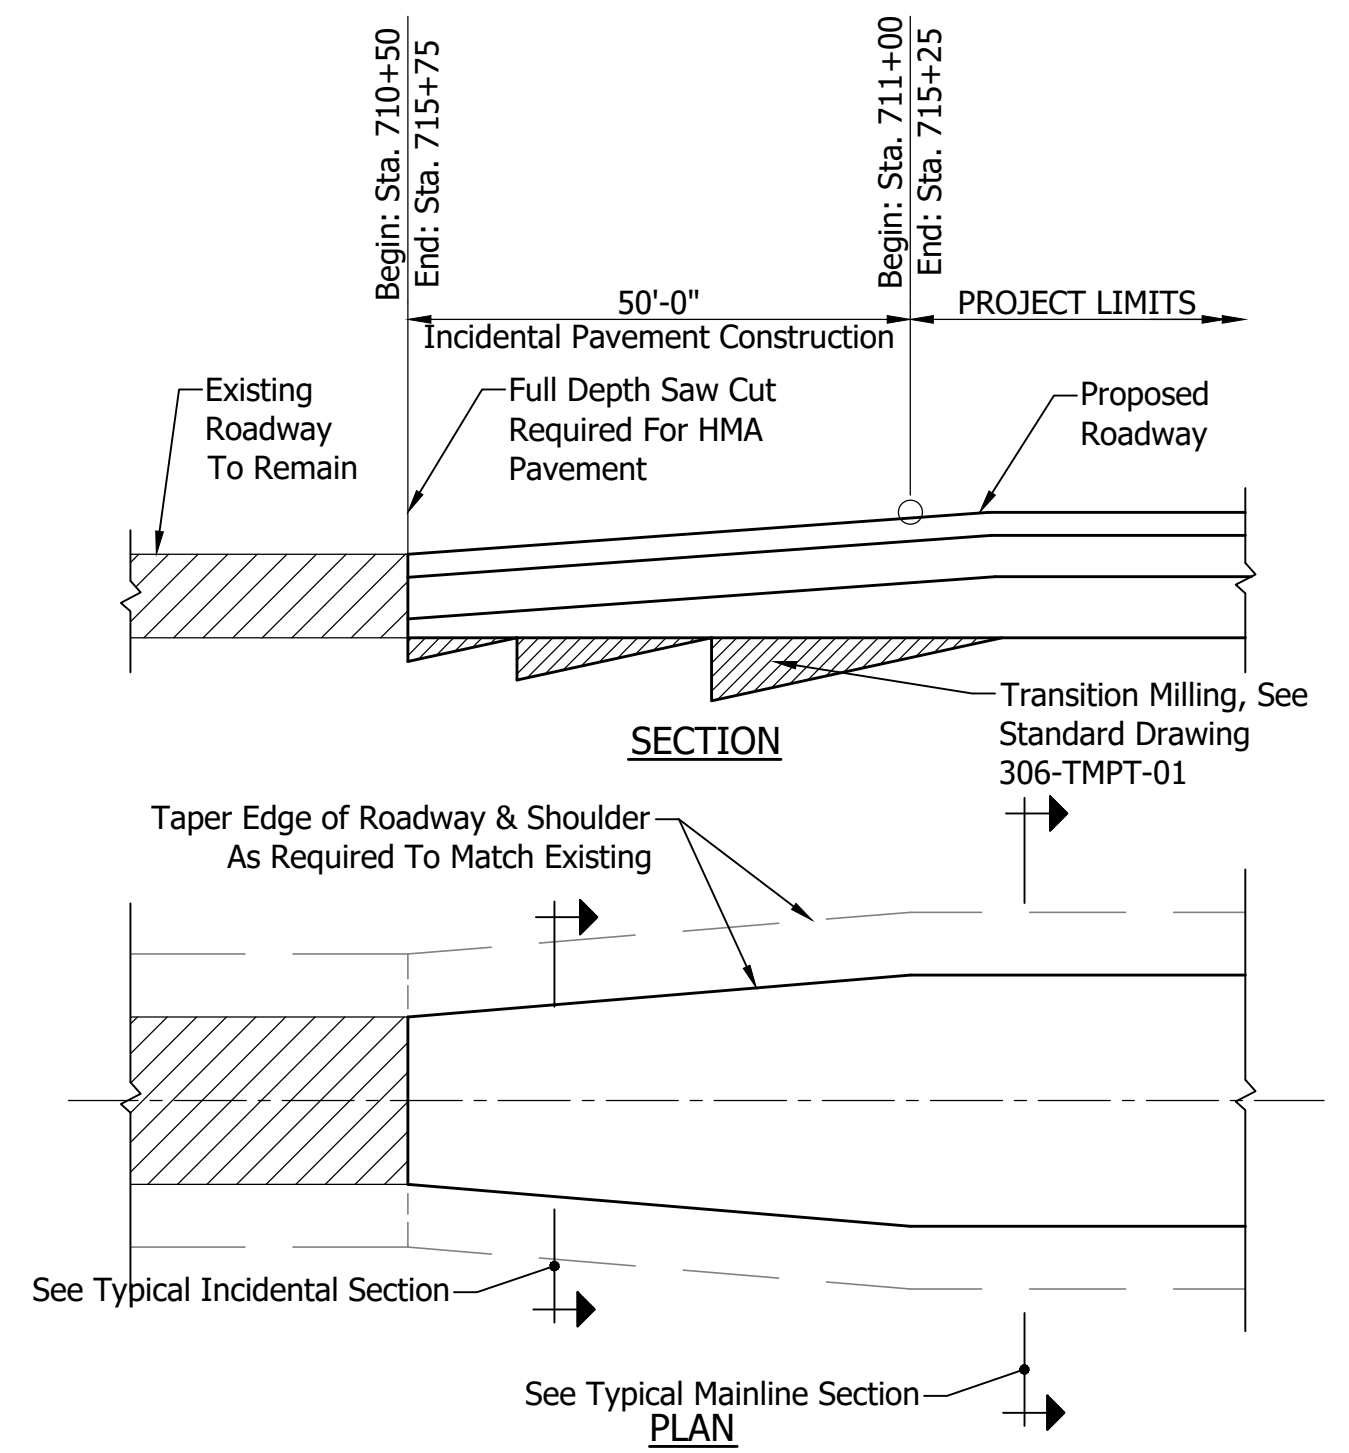 Begin: Sta. 710+50
End: Sta. 715+75
Begin: Sta. 711+00
End: Sta. 715+25
50'-0"
Incidental Pavement Construction
PROJECT LIMITS
Existing
Roadway
To Remain
Full Depth Saw Cut
Required For HMA
Pavement
Proposed
Roadway
Transition Milling, See
Standard Drawing
306-TMPT-01
SECTION
Taper Edge of Roadway & Shoulder
As Required To Match Existing
See Typical Incidental Section
See Typical Mainline Section
PLAN